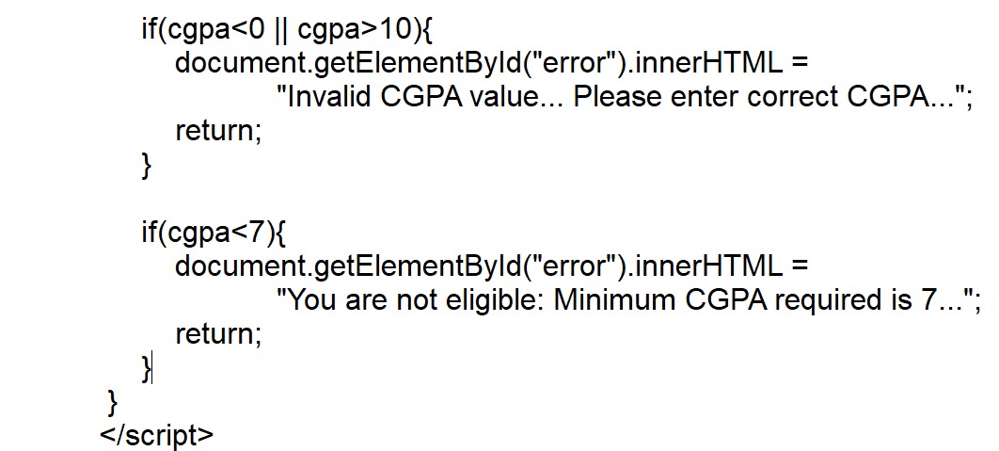 if(cgpa<0 || cgpa>10){
document.getElementById("error").innerHTML =
"Invalid CGPA value... Please enter correct CGPA...";
return;
}
if(cgpa<7){
document.getElementById("error").innerHTML =
"You are not eligible: Minimum CGPA required is 7...";
return;
}
}
</script>